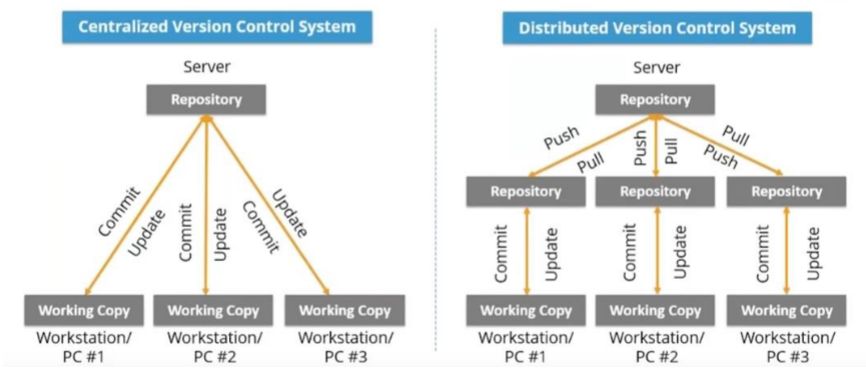 Centralized Version Control System
Server
Repository
Commit
Update
Commit
Update
Update
Commit
Working Copy
Working Copy
Working Copy
Workstation/
PC #1
Workstation/
PC #2
Workstation/
PC #3
Distributed Version Control System
Server
Repository
Push
Pull
Push
Pull
Pull
Push
Repository
Repository
Repository
Commit
Update
Commit
Update
Commit
Update
Working Copy
Working Copy
Working Copy
Workstation/
PC #1
Workstation/
PC #2
Workstation/
PC #3